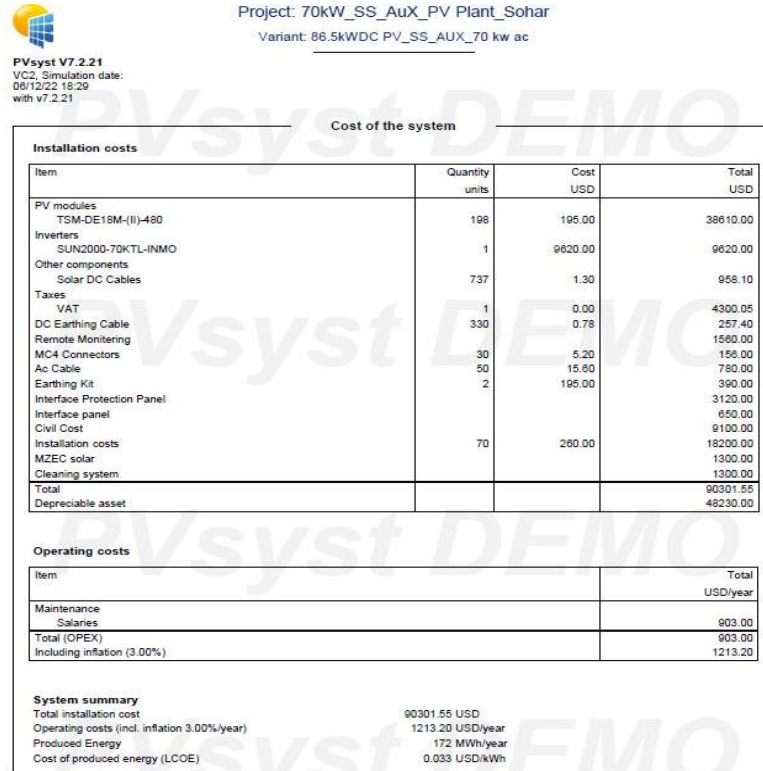 Project: 70kW_SS_AuX_PV Plant_Sohar
Variant: 86.5kWDC PV_SS_AUX_70 kw ac
PVsyst V7.2.21
VC2, Simulation date:
06/12/22 18:29
with v7.2.21
PVsyst DEMO
Cost of the system
Installation costs
Item Quantity Cost Total
units USD USD
PV modules
TSM-DE18M-(II)-480 198 195.00 38610.00
Inverters
SUN2000-70KTL-INMO 1 9620.00 9620.00
Other components
Solar DC Cables 737 1.30 958.10
Taxes
VAT 1 0.00 4300.05
DC Earthing Cable 330 0.78 257.40
Remote Monitering 1560.00
MC4 Connectors 30 5.20 156.00
Ac Cable 50 15.60 780.00
Earthing Kit 2 195.00 390.00
Interface Protection Panel 3120.00
Interface panel 650.00
Civil Cost 9100.00
Installation costs 70 260.00 18200.00
MZEC solar 1300.00
Cleaning system 1300.00
Total 90301.55
Depreciable asset 48230.00
PVsyst DEMO
PVsyst DEMO
Operating costs
Item Total
USD/year
Maintenance
Salaries 903.00
Total (OPEX) 903.00
Including inflation (3.00%) 1213.20
System summary
Total installation cost 90301.55 USD
Operating costs (incl. inflation 3.00%/year) 1213.20 USD/year
Produced Energy 172 MWh/year
Cost of produced energy (LCOE) 0.033 USD/kWh
PVsyst DEMO